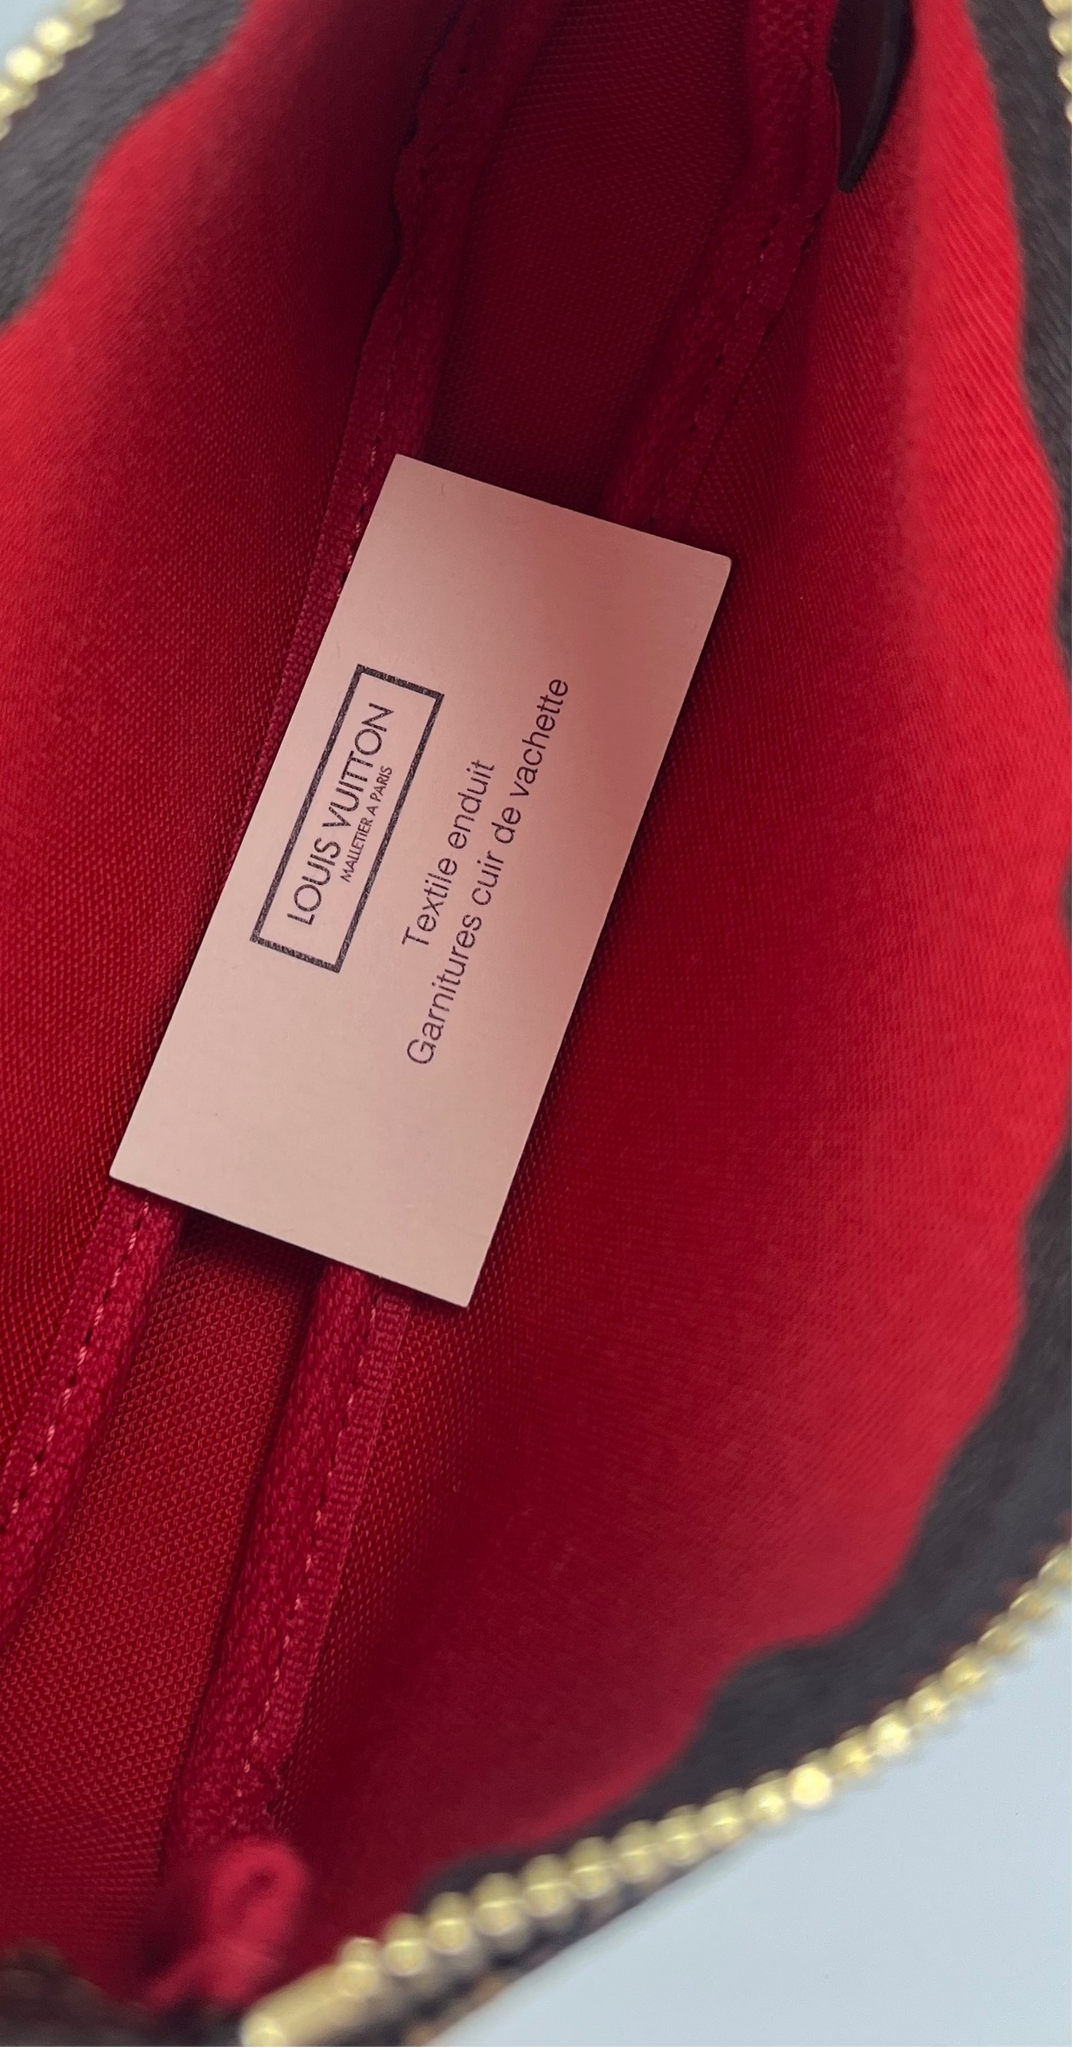 LOUIS VUITTON
MALLETIER A PARIS
Textile enduit
Garnitures cuir de vachette